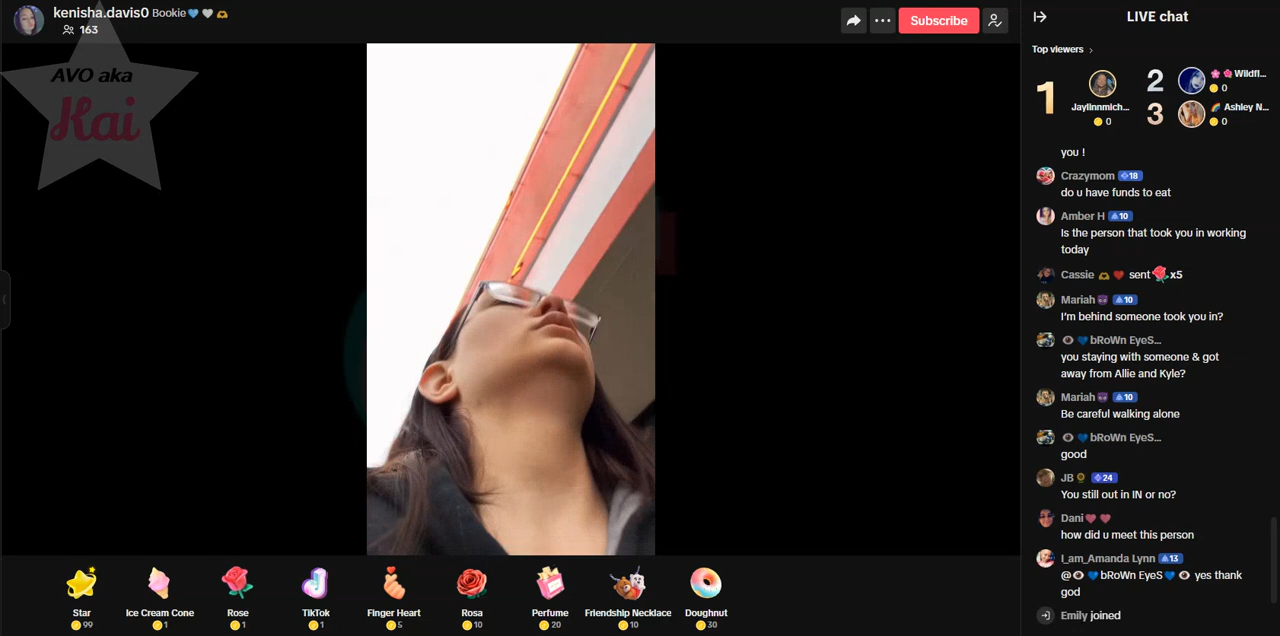 kenisha.davis0 Bookie
163
Subscribe
AVO aka
Kai
LIVE chat
Top viewers
1
Jaylinnmich...
0
2
Wildfl...
0
3
Ashley N...
0
you !
Crazymom 18
do u have funds to eat
Amber H 10
Is the person that took you in working
today
Cassie sent x5
Mariah 10
I'm behind someone took you in?
bRoWn EyeS...
you staying with someone & got
away from Allie and Kyle?
Mariah 10
Be careful walking alone
bRoWn EyeS...
good
JB 24
You still out in IN or no?
Dani
how did u meet this person
I_am_Amanda Lynn 13
@ bRoWn EyeS yes thank
god
Emily joined
Star
99
Ice Cream Cone
1
Rose
1
TikTok
1
Finger Heart
5
Rosa
10
Perfume
20
Friendship Necklace
10
Doughnut
30